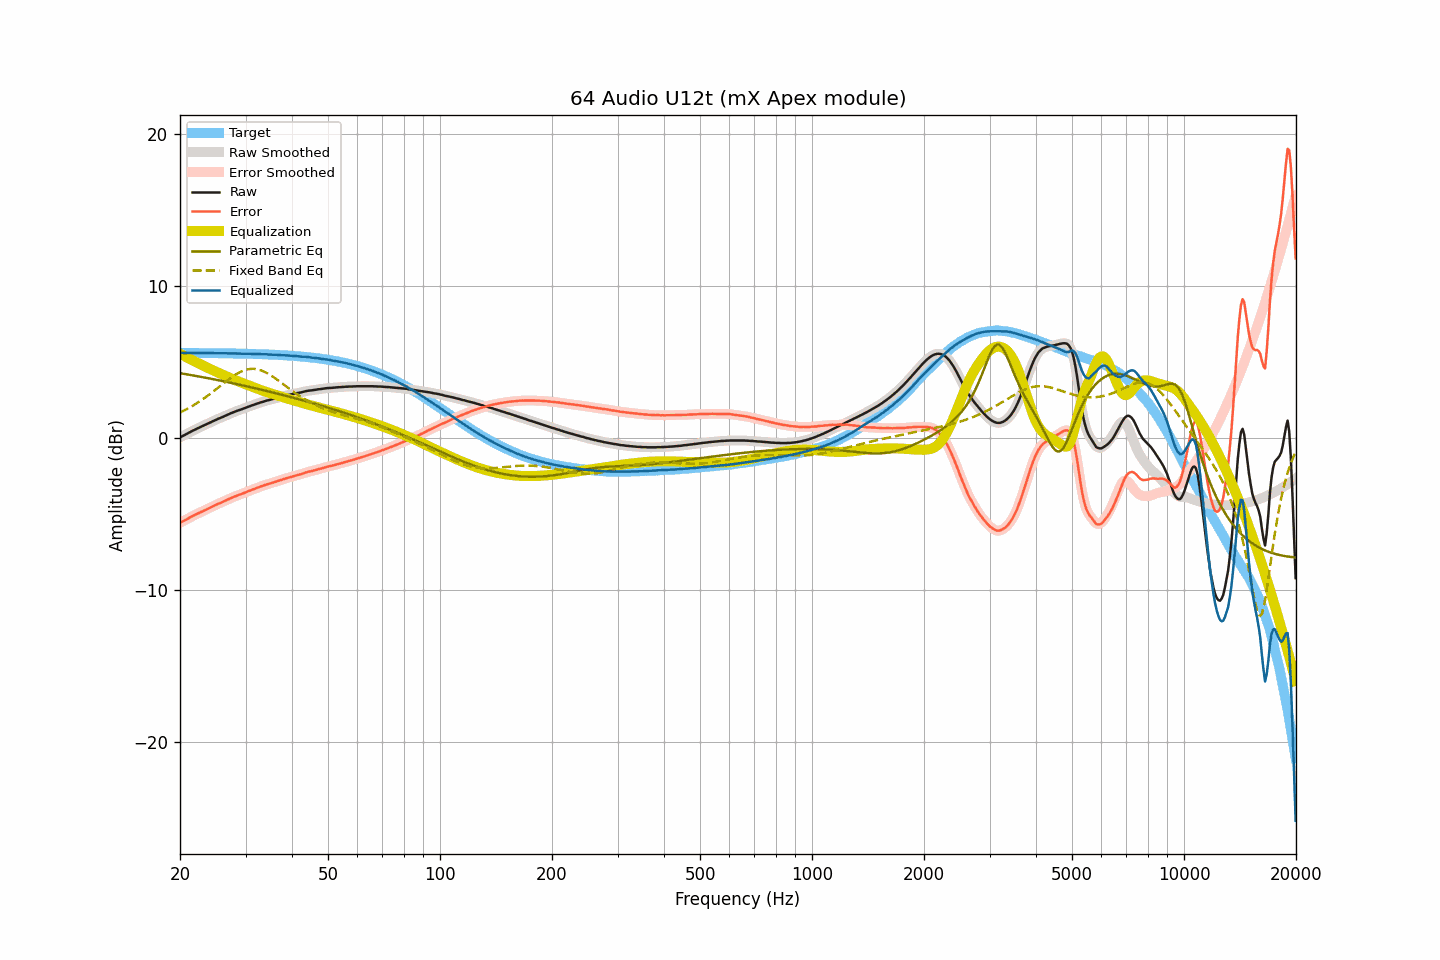 64 Audio U12t (mX Apex module)
Target
Raw Smoothed
Error Smoothed
Raw
Error
Equalization
Parametric Eq
Fixed Band Eq
Equalized
20
10
0
−10
−20
Amplitude (dBr)
20
50
100
200
500
1000
2000
5000
10000
20000
Frequency (Hz)